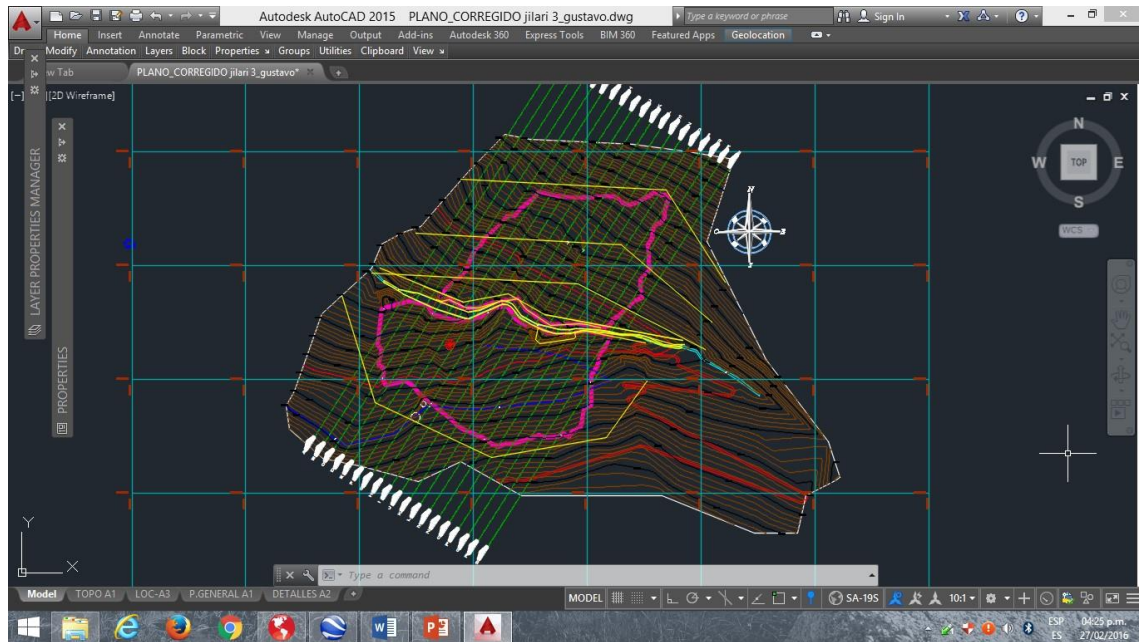 Autodesk AutoCAD 2015 PLANO_CORREGIDO jilari 3_gustavo.dwg Type a keyword or phrase Sign In
Home Insert Annotate Parametric View Manage Output Add-ins Autodesk 360 Express Tools BIM 360 Featured Apps Geolocation
Modify Annotation Layers Block Properties Groups Utilities Clipboard View
Tab PLANO_CORREGIDO jilari 3_gustavo*
[2D Wireframe]
N
W TOP E
S
WCS
LAYER PROPERTIES MANAGER
PROPERTIES
N
Y
X
Type a command
Model TOPO A1 LOC-A3 P.GENERAL A1 DETALLES A2
MODEL SA-19S 10:1
ESP 04:25 p.m.
ES 27/02/2016